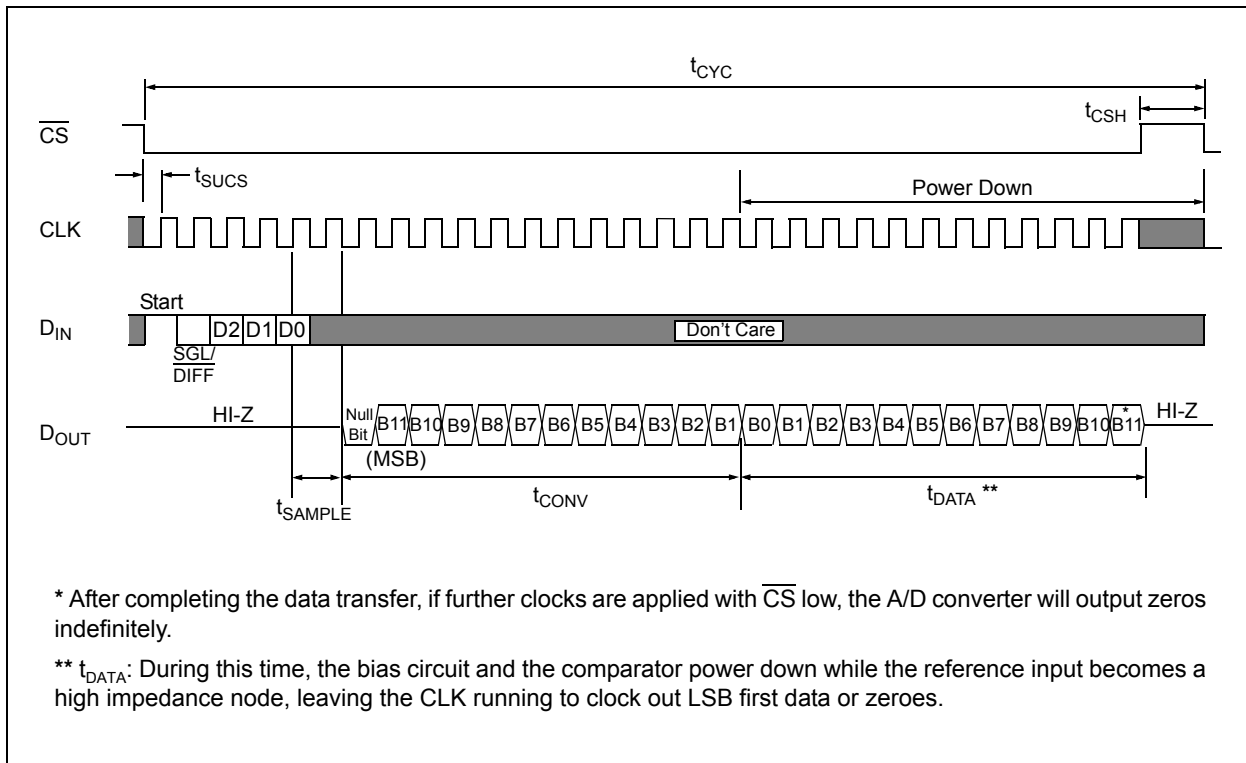 tCYC
tCSH
CS
tSUCS
Power Down
CLK
Start
DIN
D2 D1 D0
Don't Care
SGL/
DIFF
HI-Z
Null
Bit
B11 B10 B9 B8 B7 B6 B5 B4 B3 B2 B1 B0 B1 B2 B3 B4 B5 B6 B7 B8 B9 B10 B11
*
HI-Z
DOUT
(MSB)
tSAMPLE
tCONV
tDATA **
* After completing the data transfer, if further clocks are applied with CS low, the A/D converter will output zeros
indefinitely.
** tDATA: During this time, the bias circuit and the comparator power down while the reference input becomes a
high impedance node, leaving the CLK running to clock out LSB first data or zeroes.